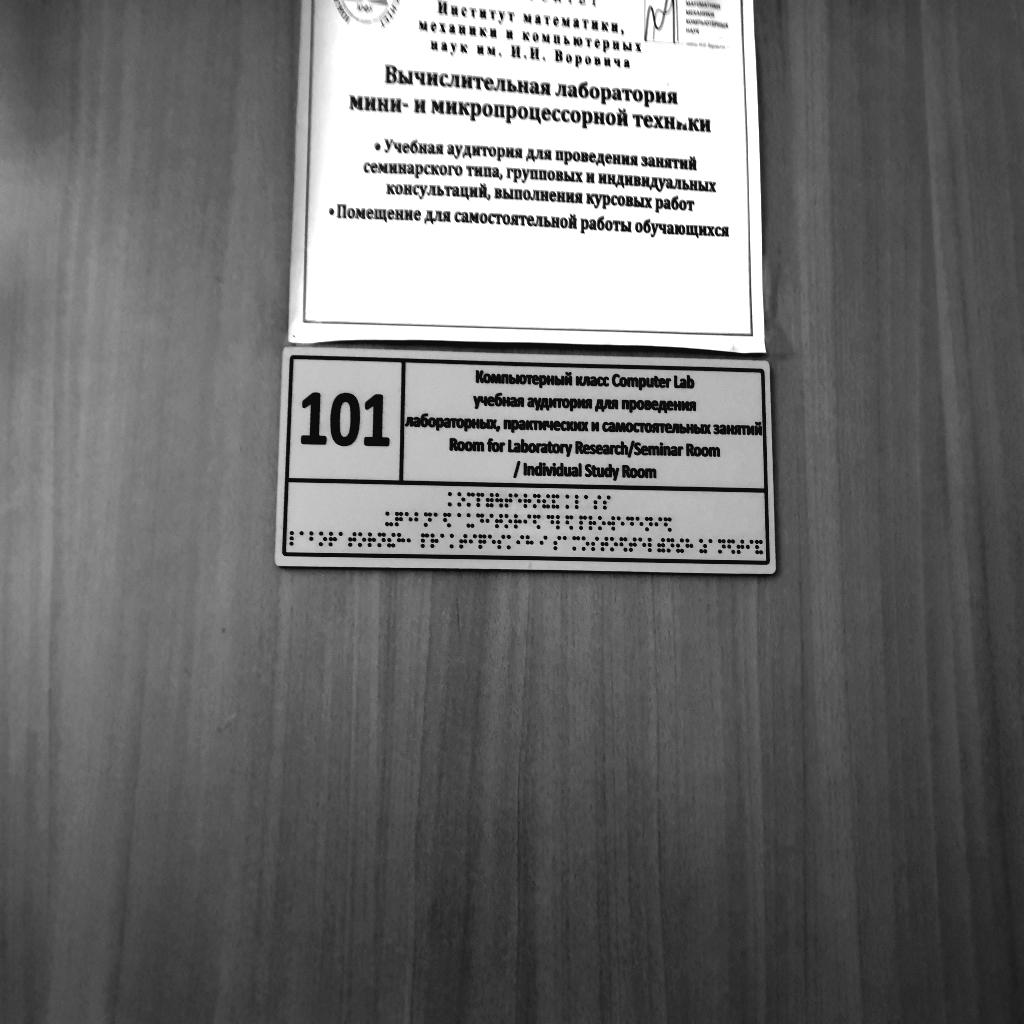 Институт математики,
механики и компьютерных
наук им. И.И. Воровича
Вычислительная лаборатория
мини- и микропроцессорной техники
• Учебная аудитория для проведения занятий
семинарского типа, групповых и индивидуальных
консультаций, выполнения курсовых работ
• Помещение для самостоятельной работы обучающихся
101
Компьютерный класс Computer Lab
учебная аудитория для проведения
лабораторных, практических и самостоятельных занятий
Room for Laboratory Research/Seminar Room
/ Individual Study Room